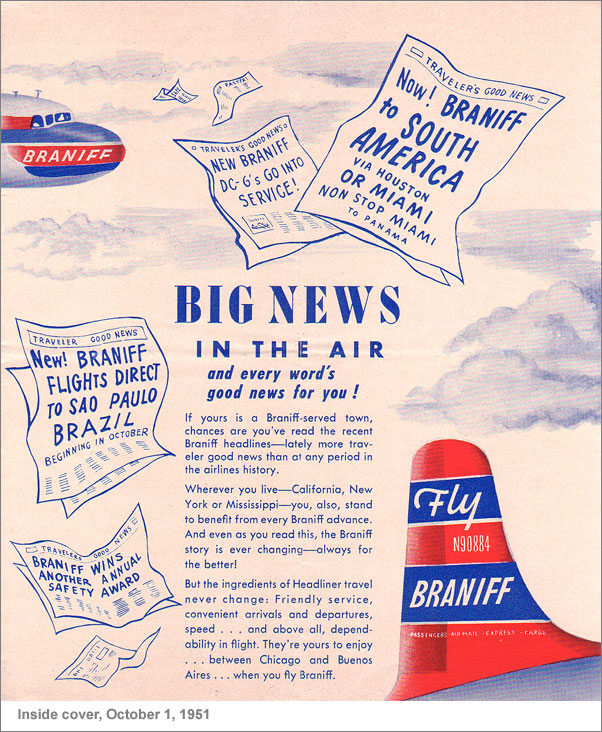 TRAVELER'S GOOD NEWS
Now! BRANIFF
to SOUTH
AMERICA
VIA HOUSTON
OR MIAMI
NON STOP MIAMI
TO PANAMA
TRAVELER'S GOOD NEWS
NEW BRANIFF
DC-6's GO INTO
SERVICE!
BRANIFF
BIG NEWS
IN THE AIR
and every word's
good news for you!
TRAVELER GOOD NEWS
New! BRANIFF
FLIGHTS DIRECT
TO SAO PAULO
BRAZIL
BEGINNING IN OCTOBER
If yours is a Braniff-served town,
chances are you've read the recent
Braniff headlines—lately more trav-
eler good news than at any period in
the airlines history.
Wherever you live—California, New
York or Mississippi—you, also, stand
to benefit from every Braniff advance.
And even as you read this, the Braniff
story is ever changing—always for
the better!
But the ingredients of Headliner travel
never change: Friendly service,
convenient arrivals and departures,
speed . . . and above all, depend-
ability in flight. They're yours to enjoy
. . . between Chicago and Buenos
Aires . . . when you fly Braniff.
TRAVELERS GOOD NEWS
BRANIFF WINS
ANOTHER ANNUAL
SAFETY AWARD
Fly
N90884
BRANIFF
PASSENGERS-AIR MAIL-EXPRESS-CARGO
Inside cover, October 1, 1951